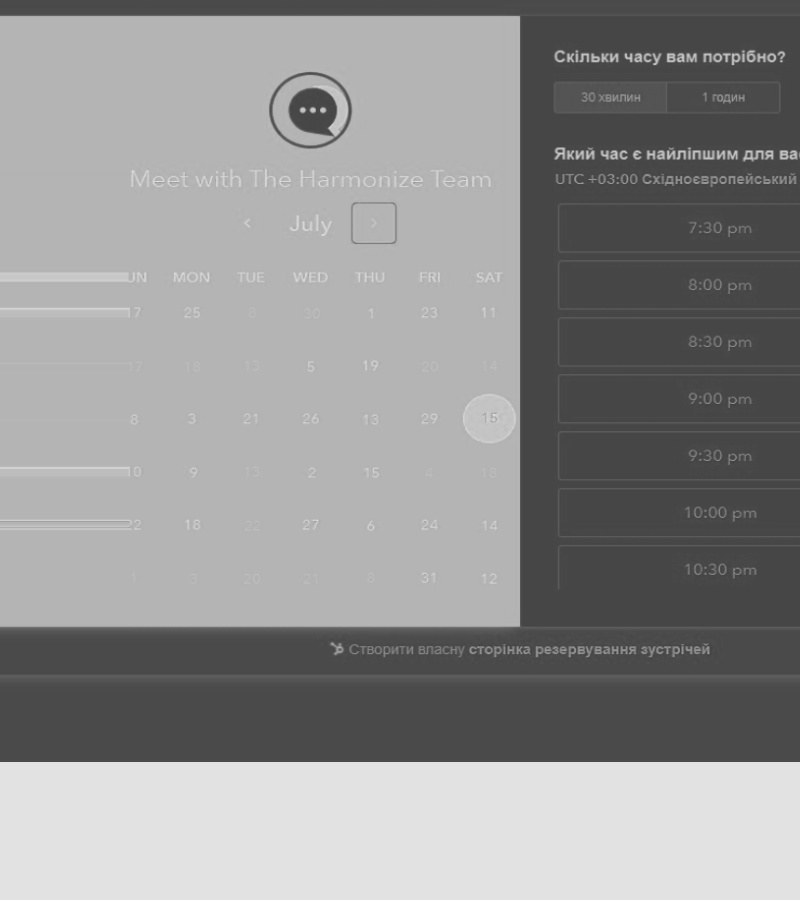 Meet with The Harmonize Team
July
UN MON TUE WED THU FRI SAT
17 25 8 30 1 23 11
17 18 13 5 19 20 14
8 3 21 26 13 29 15
10 9 13 2 15 4 18
22 18 22 27 6 24 14
1 3 20 21 8 31 12
Скільки часу вам потрібно?
30 хвилин 1 годин
Який час є найліпшим для ва
UTC +03:00 Східноєвропейський
7:30 pm
8:00 pm
8:30 pm
9:00 pm
9:30 pm
10:00 pm
10:30 pm
Створити власну сторінка резервування зустрічей